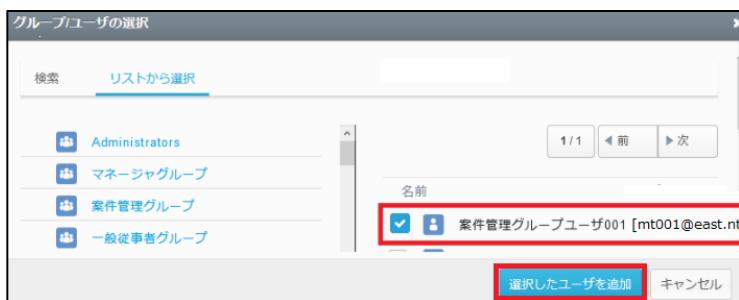 グループ/ユーザの選択
検索 リストから選択
Administrators
マネージャグループ
案件管理グループ
一般従事者グループ
1/1 ◀前 ▶次
名前
案件管理グループユーザ001 [mt001@east.nt
選択したユーザを追加 キャンセル